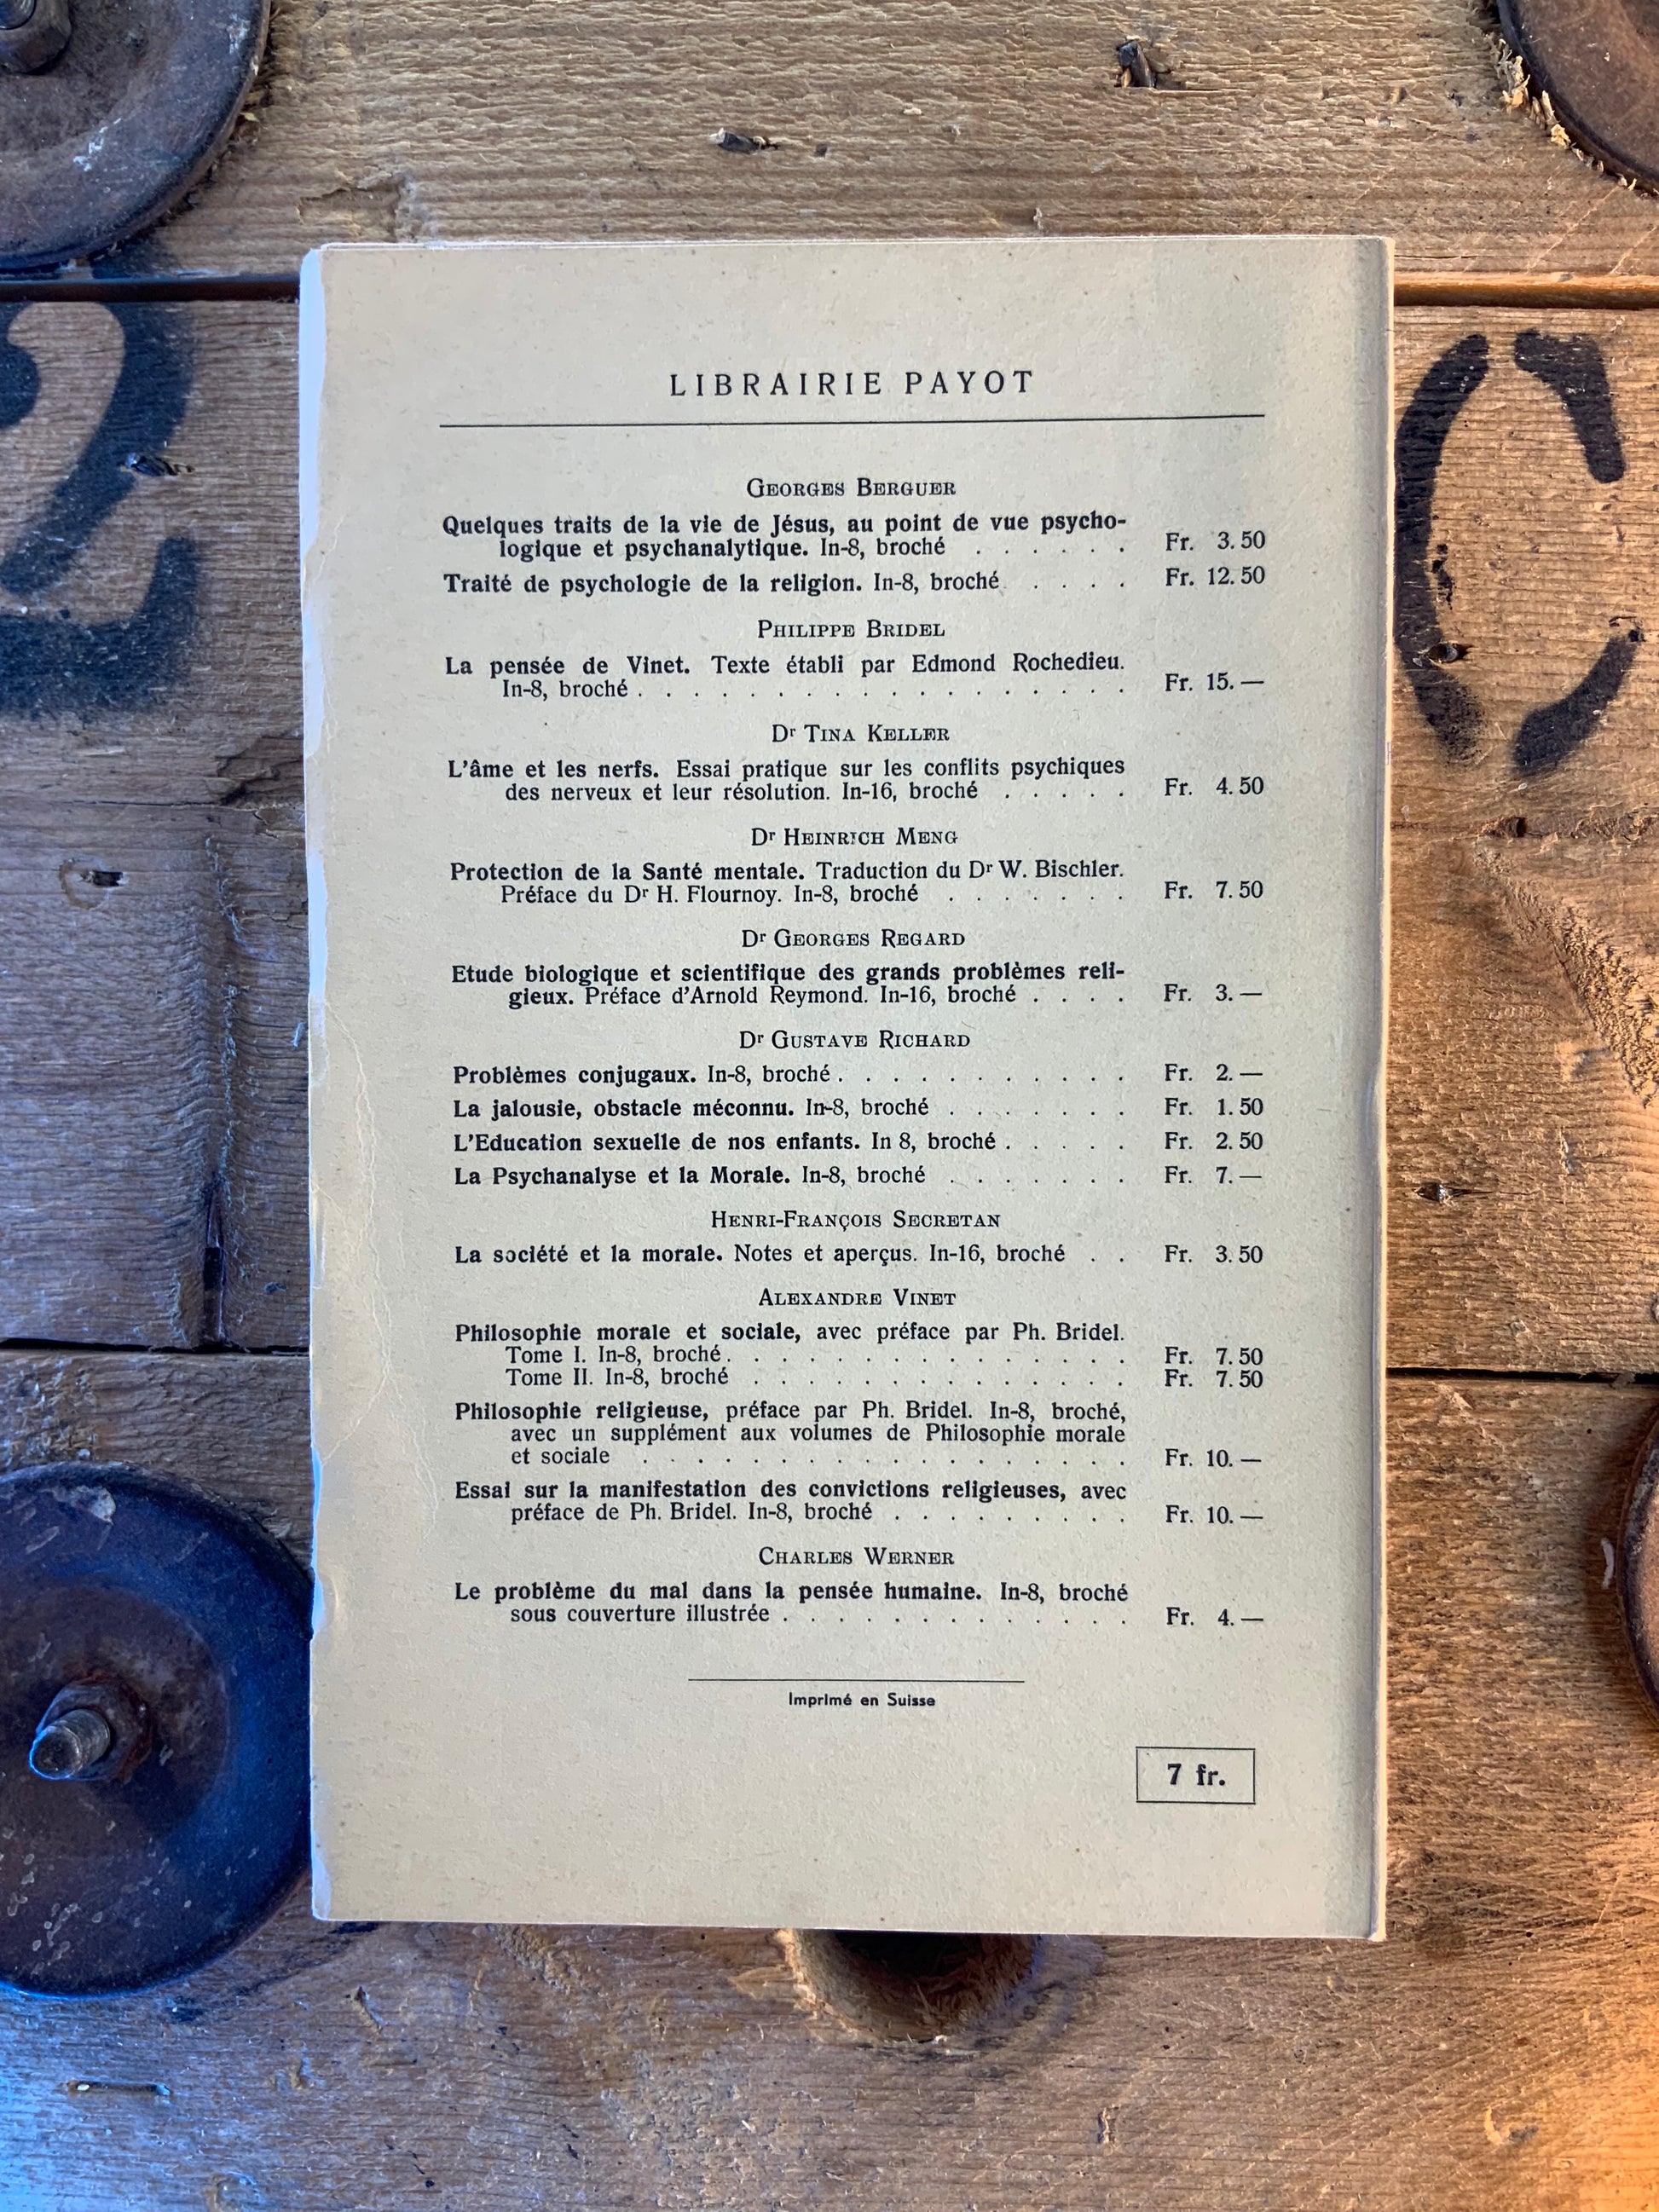 LIBRAIRIE PAYOT
GEORGES BERGUER
Quelques traits de la vie de Jésus, au point de vue psycho-
logique et psychanalytique. In-8, broché . . . . . . Fr. 3.50
Traité de psychologie de la religion. In-8, broché . . . . Fr. 12.50
PHILIPPE BRIDEL
La pensée de Vinet. Texte établi par Edmond Rochedieu.
In-8, broché . . . . . . . . . . . . . . . . . . Fr. 15.—
Dr TINA KELLER
L'âme et les nerfs. Essai pratique sur les conflits psychiques
des nerveux et leur résolution. In-16, broché . . . . . Fr. 4.50
Dr HEINRICH MENG
Protection de la Santé mentale. Traduction du Dr W. Bischler.
Préface du Dr H. Flournoy. In-8, broché . . . . . . . Fr. 7.50
Dr GEORGES REGARD
Etude biologique et scientifique des grands problèmes reli-
gieux. Préface d'Arnold Reymond. In-16, broché . . . . Fr. 3.—
Dr GUSTAVE RICHARD
Problèmes conjugaux. In-8, broché . . . . . . . . . . . Fr. 2.—
La jalousie, obstacle méconnu. In-8, broché . . . . . . . Fr. 1.50
L'Education sexuelle de nos enfants. In 8, broché . . . . . Fr. 2.50
La Psychanalyse et la Morale. In-8, broché . . . . . . . Fr. 7.—
HENRI-FRANÇOIS SECRETAN
La société et la morale. Notes et aperçus. In-16, broché . . Fr. 3.50
ALEXANDRE VINET
Philosophie morale et sociale, avec préface par Ph. Bridel.
Tome I. In-8, broché . . . . . . . . . . . . . . . Fr. 7.50
Tome II. In-8, broché . . . . . . . . . . . . . . Fr. 7.50
Philosophie religieuse, préface par Ph. Bridel. In-8, broché,
avec un supplément aux volumes de Philosophie morale
et sociale . . . . . . . . . . . . . . . . . . Fr. 10.—
Essai sur la manifestation des convictions religieuses, avec
préface de Ph. Bridel. In-8, broché . . . . . . . . . Fr. 10.—
CHARLES WERNER
Le problème du mal dans la pensée humaine. In-8, broché
sous couverture illustrée . . . . . . . . . . . . . Fr. 4.—
Imprimé en Suisse
7 fr.
2
C